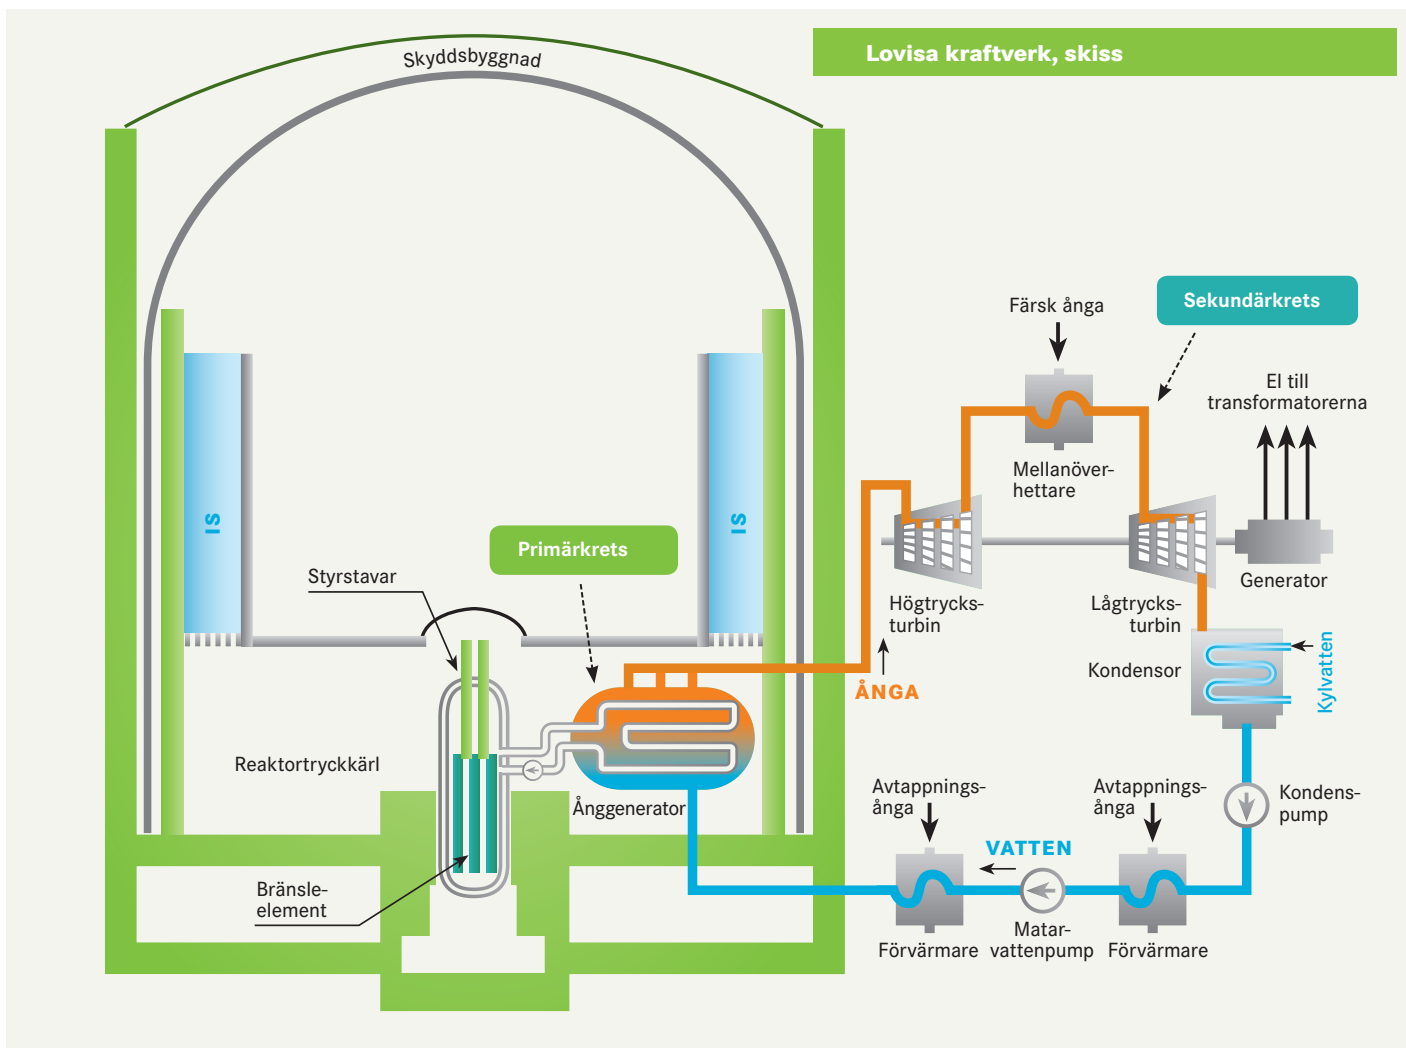 Lovisa kraftverk, skiss
Skyddsbyggnad
Färsk ånga
Sekundärkrets
El till
transformatorerna
Mellanöver-
hettare
IS
IS
Primärkrets
Styrstavar
Generator
Högtrycks-
turbin
Lågtrycks-
turbin
Kondensor
Kylvatten
ÅNGA
Reaktortryckkärl
Ånggenerator
Avtappnings-
ånga
Avtappnings-
ånga
Kondens-
pump
VATTEN
Bränsle-
element
Förvärmare
Matar-
vattenpump
Förvärmare